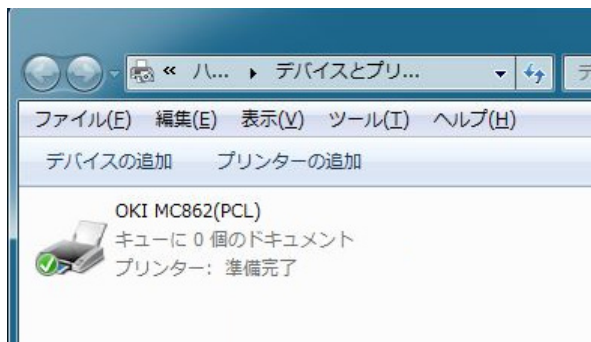 « ハ... ▸ デバイスとプリ... デ
ファイル(F) 編集(E) 表示(V) ツール(T) ヘルプ(H)
デバイスの追加 プリンターの追加
OKI MC862(PCL)
キューに 0 個のドキュメント
プリンター: 準備完了